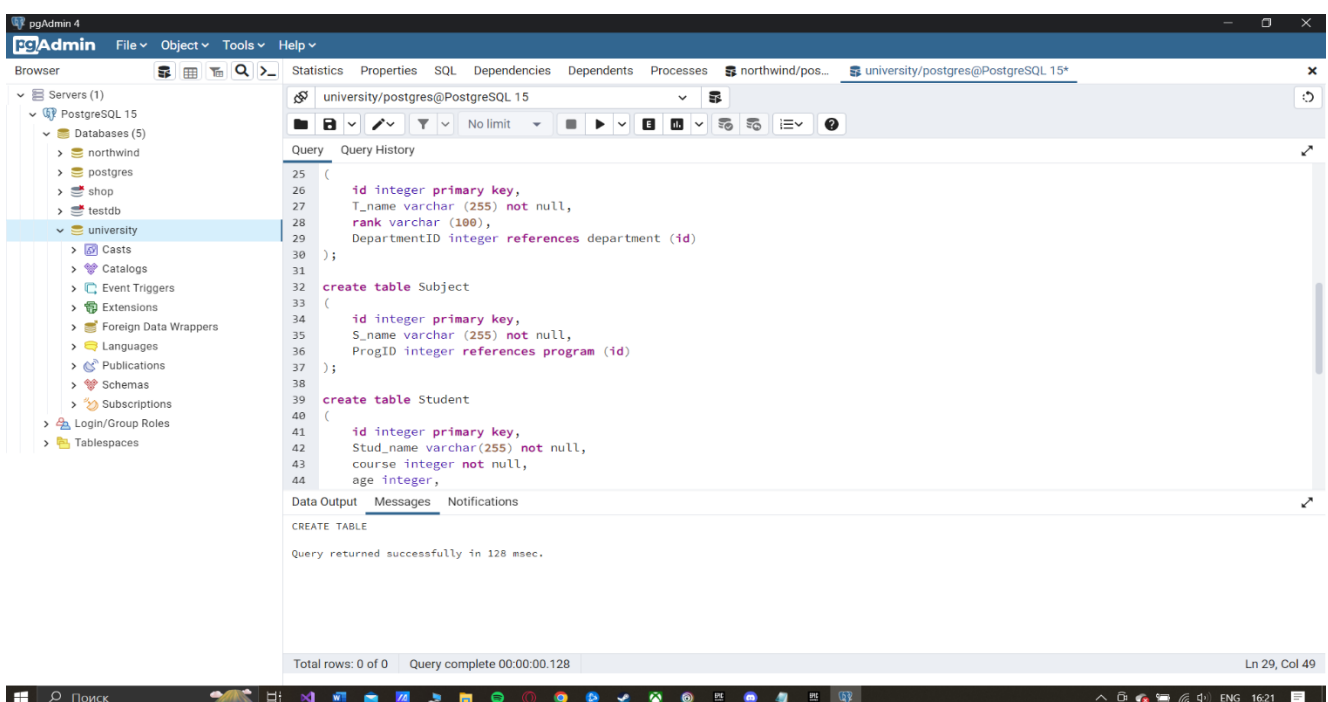 pgAdmin 4
pgAdmin File Object Tools Help
Browser
Statistics Properties SQL Dependencies Dependents Processes northwind/pos... university/postgres@PostgreSQL 15*
Servers (1)
PostgreSQL 15
Databases (5)
northwind
postgres
shop
testdb
university
Casts
Catalogs
Event Triggers
Extensions
Foreign Data Wrappers
Languages
Publications
Schemas
Subscriptions
Login/Group Roles
Tablespaces
university/postgres@PostgreSQL 15
No limit
E
Query Query History
25 (
26 id integer primary key,
27 T_name varchar (255) not null,
28 rank varchar (100),
29 DepartmentID integer references department (id)
30 );
31
32 create table Subject
33 (
34 id integer primary key,
35 S_name varchar (255) not null,
36 ProgID integer references program (id)
37 );
38
39 create table Student
40 (
41 id integer primary key,
42 Stud_name varchar(255) not null,
43 course integer not null,
44 age integer,
Data Output Messages Notifications
CREATE TABLE
Query returned successfully in 128 msec.
Total rows: 0 of 0 Query complete 00:00:00.128 Ln 29, Col 49
Поиск ENG 16:21